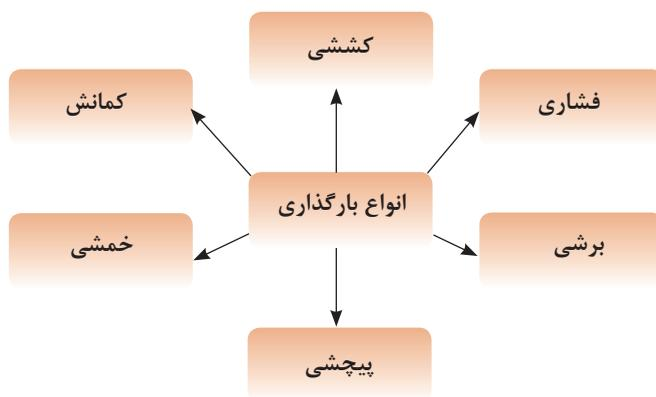 کششی
فشاری
کمانش
انواع بارگذاری
برشی
خمشی
پیچشی